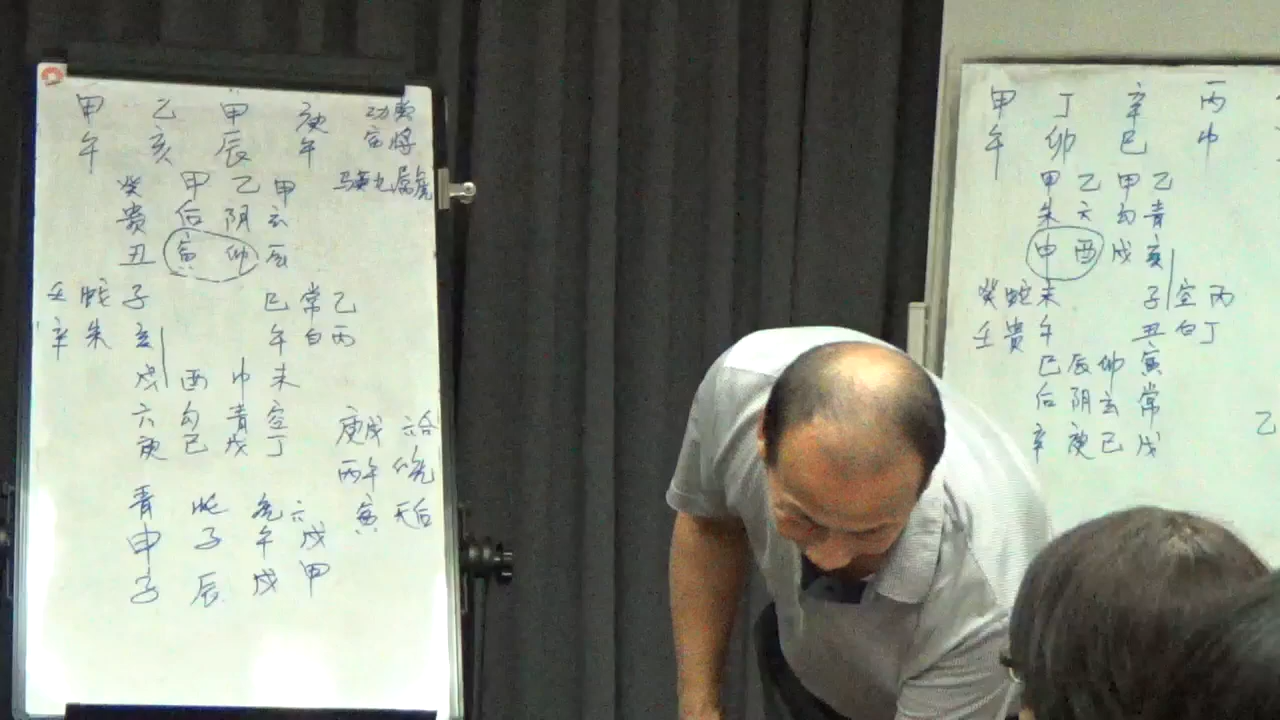 甲 乙 甲 庚 功曹
午 亥 辰 午 寅将
癸 甲 乙 甲
贵 后 阴 玄
丑 寅 卯 辰
壬 蛇 子 巳 常 乙
辛 朱 亥 午 白 丙
戌 酉 申 未
六 勾 青 空
庚 己 戊 丁
庚戌 六合
丙午
寅 天后
青 蛇 虎 六
申 子 午 戌
子 辰 戌 甲
甲 丁 辛 丙
午 卯 巳 申
甲 乙 甲 乙
朱 六 勾 青
申 酉 戌 亥
癸 蛇 未 子 空 丙
壬 贵 午 丑 白 丁
巳 辰 卯 寅
后 阴 玄 常
辛 庚 己 戊
乙